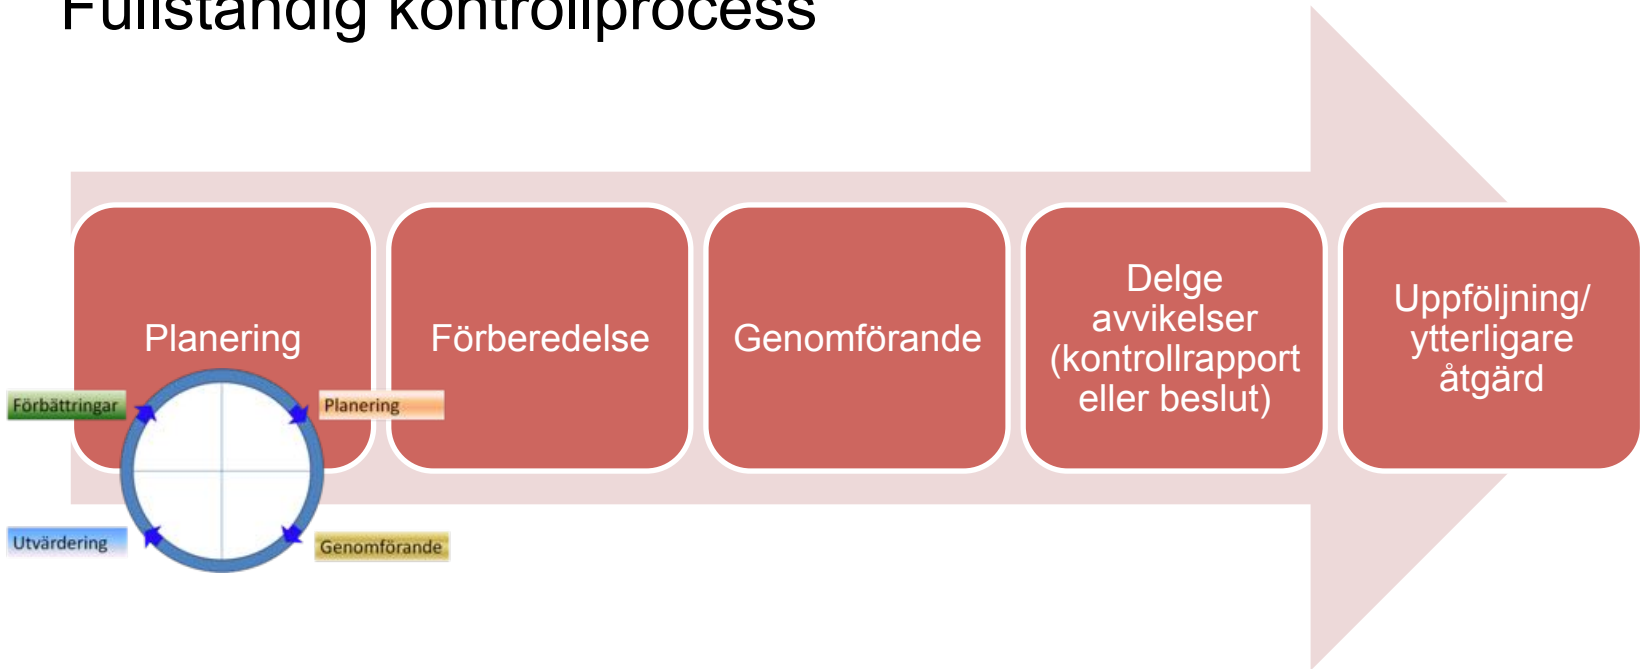 Fullständig kontrollprocess
Planering
Förberedelse
Genomförande
Delge
avvikelser
(kontrollrapport
eller beslut)
Uppföljning/
ytterligare
åtgärd
Förbättringar
Planering
Utvärdering
Genomförande